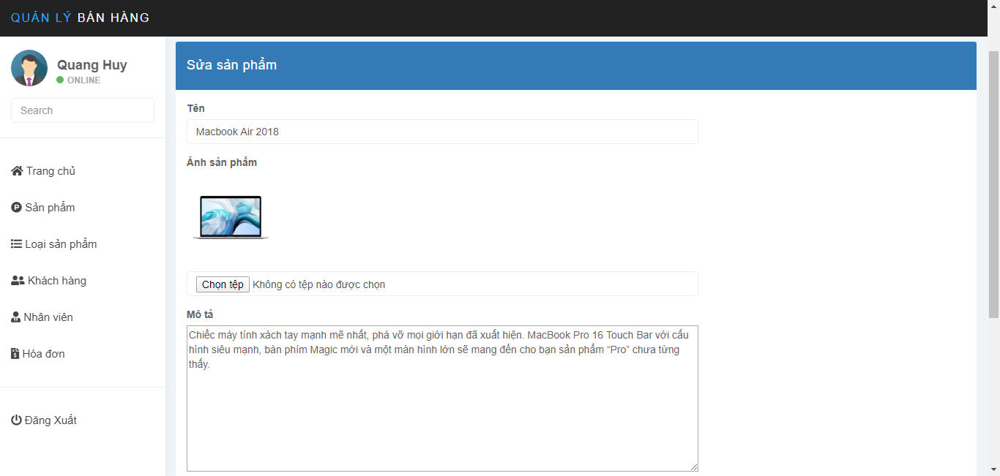 QUẢN LÝ BÁN HÀNG
Quang Huy
ONLINE
Search
Trang chủ
Sản phẩm
Loại sản phẩm
Khách hàng
Nhân viên
Hóa đơn
Đăng Xuất
Sửa sản phẩm
Tên
Macbook Air 2018
Ảnh sản phẩm
Chọn tệp Không có tệp nào được chọn
Mô tả
Chiếc máy tính xách tay mạnh mẽ nhất, phá vỡ mọi giới hạn đã xuất hiện. MacBook Pro 16 Touch Bar với cấu
hình siêu mạnh, bàn phím Magic mới và một màn hình lớn sẽ mang đến cho bạn sản phẩm “Pro” chưa từng
thấy.